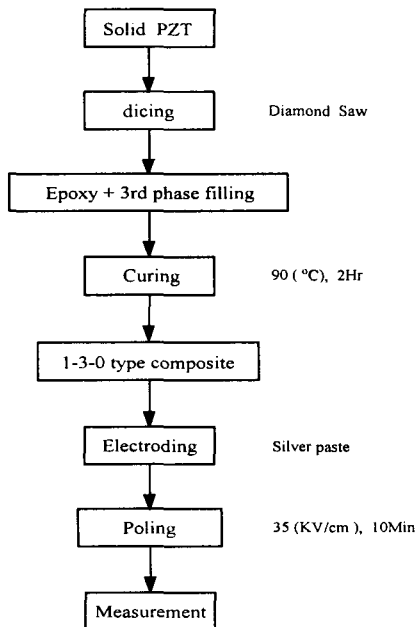 Solid PZT
dicing Diamond Saw
Epoxy + 3rd phase filling
Curing 90 ( °C), 2Hr
1-3-0 type composite
Electroding Silver paste
Poling 35 (KV/cm), 10Min
Measurement